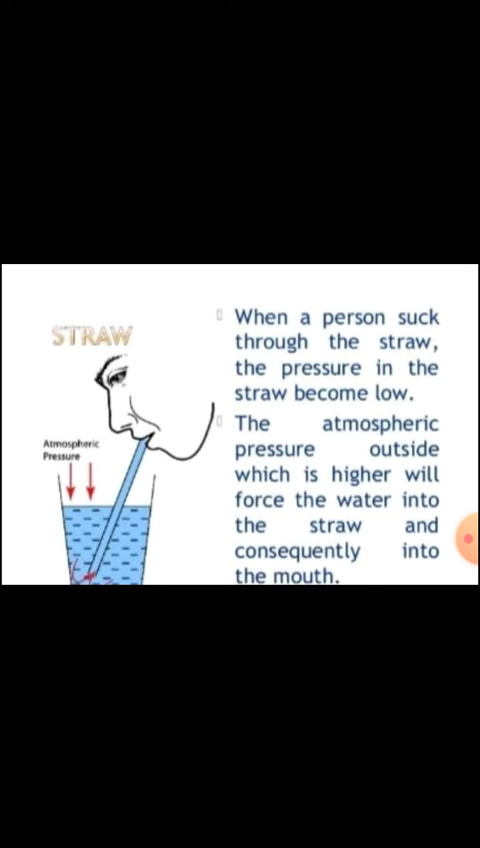 STRAW
Atmospheric
Pressure
When a person suck
through the straw,
the pressure in the
straw become low.
The atmospheric
pressure outside
which is higher will
force the water into
the straw and
consequently into
the mouth.